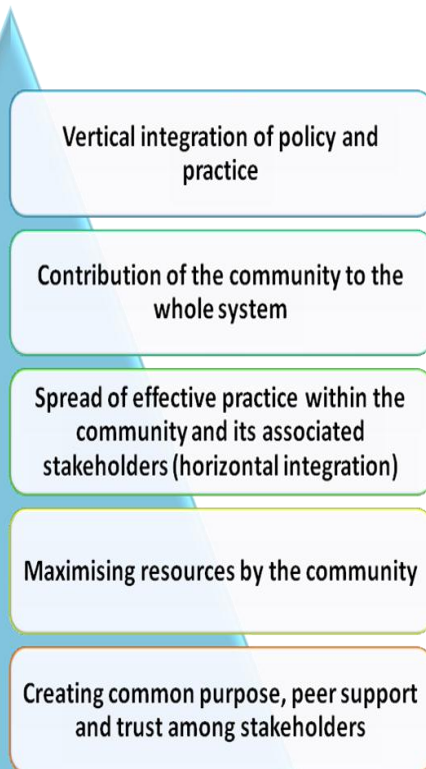 Vertical integration of policy and
practice
Contribution of the community to the
whole system
Spread of effective practice within the
community and its associated
stakeholders (horizontal integration)
Maximising resources by the community
Creating common purpose, peer support
and trust among stakeholders